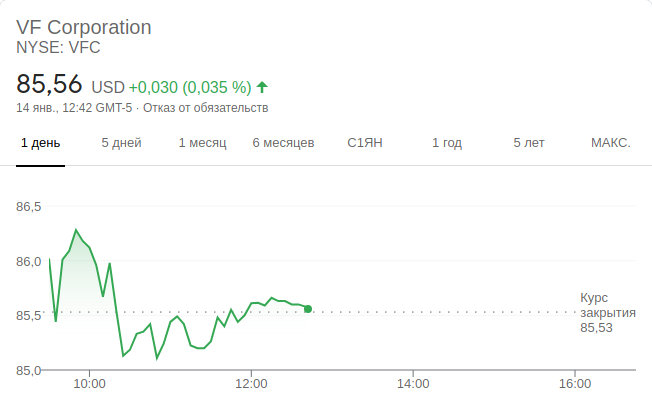 VF Corporation
NYSE: VFC
85,56 USD +0,030 (0,035 %)
14 янв., 12:42 GMT-5 · Отказ от обязательств
1 день 5 дней 1 месяц 6 месяцев С1ЯН 1 год 5 лет МАКС.
86,5
86,0
85,5
85,0
Курс
закрытия
85,53
10:00 12:00 14:00 16:00